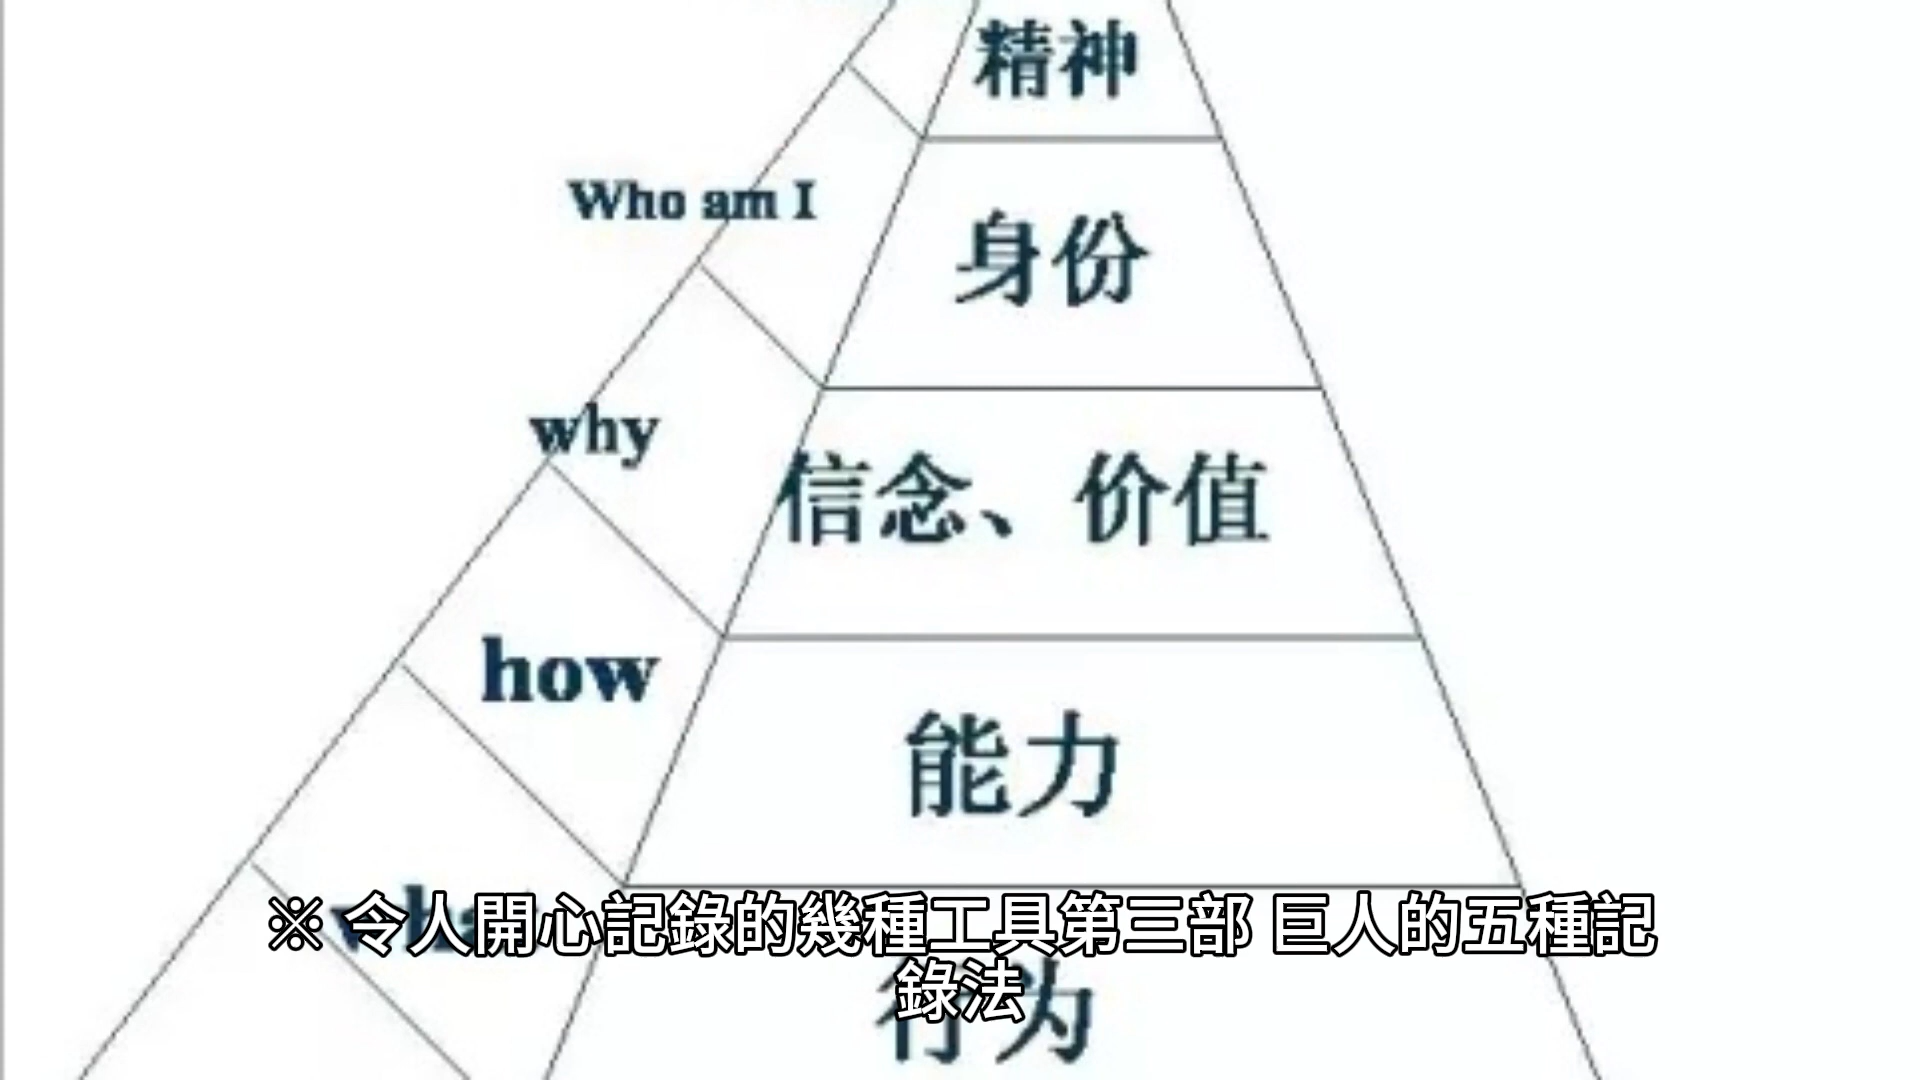 精神
Who am I
身份
why
信念、价值
how
能力
※ 令人開心記錄的幾種工具第三部 巨人的五種記
錄法
行为